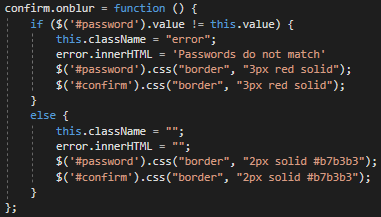 confirm.onblur = function () {
if ($('#password').value != this.value) {
this.className = "error";
error.innerHTML = 'Passwords do not match'
$('#password').css("border", "3px red solid");
$('#confirm').css("border", "3px red solid");
}
else {
this.className = "";
error.innerHTML = "";
$('#password').css("border", "2px solid #b7b3b3");
$('#confirm').css("border", "2px solid #b7b3b3");
}
};